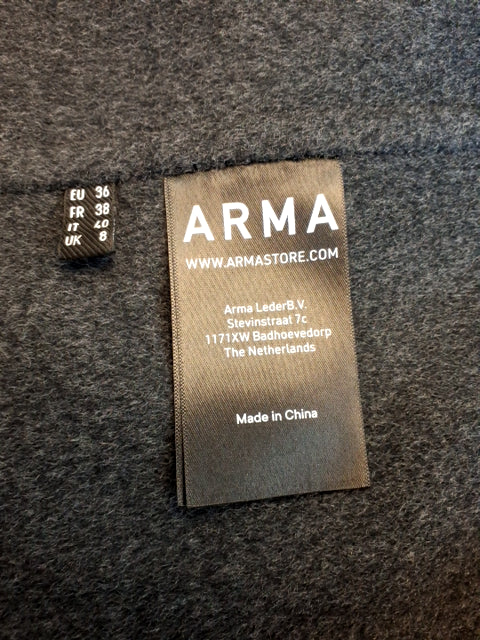 EU 36
FR 38
IT 40
UK 8
ARMA
WWW.ARMASTORE.COM
Arma LederB.V.
Stevinstraat 7c
1171XW Badhoevedorp
The Netherlands
Made in China